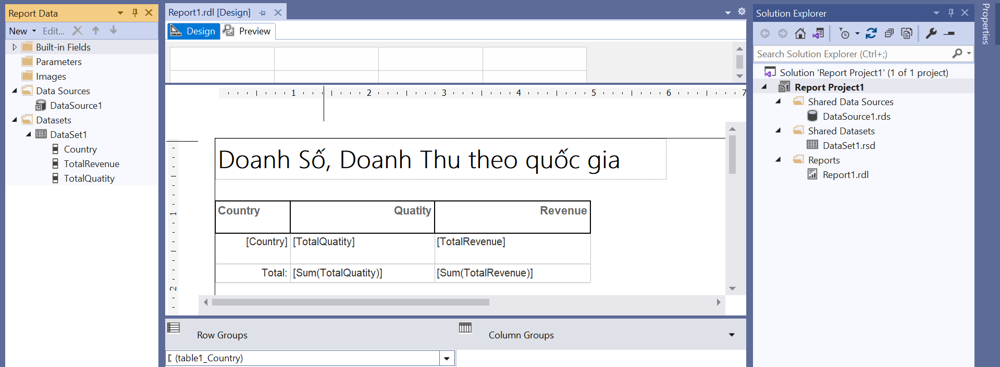 Report Data
New Edit...
Built-in Fields
Parameters
Images
Data Sources
DataSource1
Datasets
DataSet1
Country
TotalRevenue
TotalQuatity
Report1.rdl [Design]
Design Preview
1 2 3 4 5 6 7
Doanh Số, Doanh Thu theo quốc gia
Country Quatity Revenue
[Country] [TotalQuatity] [TotalRevenue]
Total: [Sum(TotalQuatity)] [Sum(TotalRevenue)]
1
2
Row Groups Column Groups
(table1_Country)
Solution Explorer
Search Solution Explorer (Ctrl+;)
Solution 'Report Project1' (1 of 1 project)
Report Project1
Shared Data Sources
DataSource1.rds
Shared Datasets
DataSet1.rsd
Reports
Report1.rdl
Properties